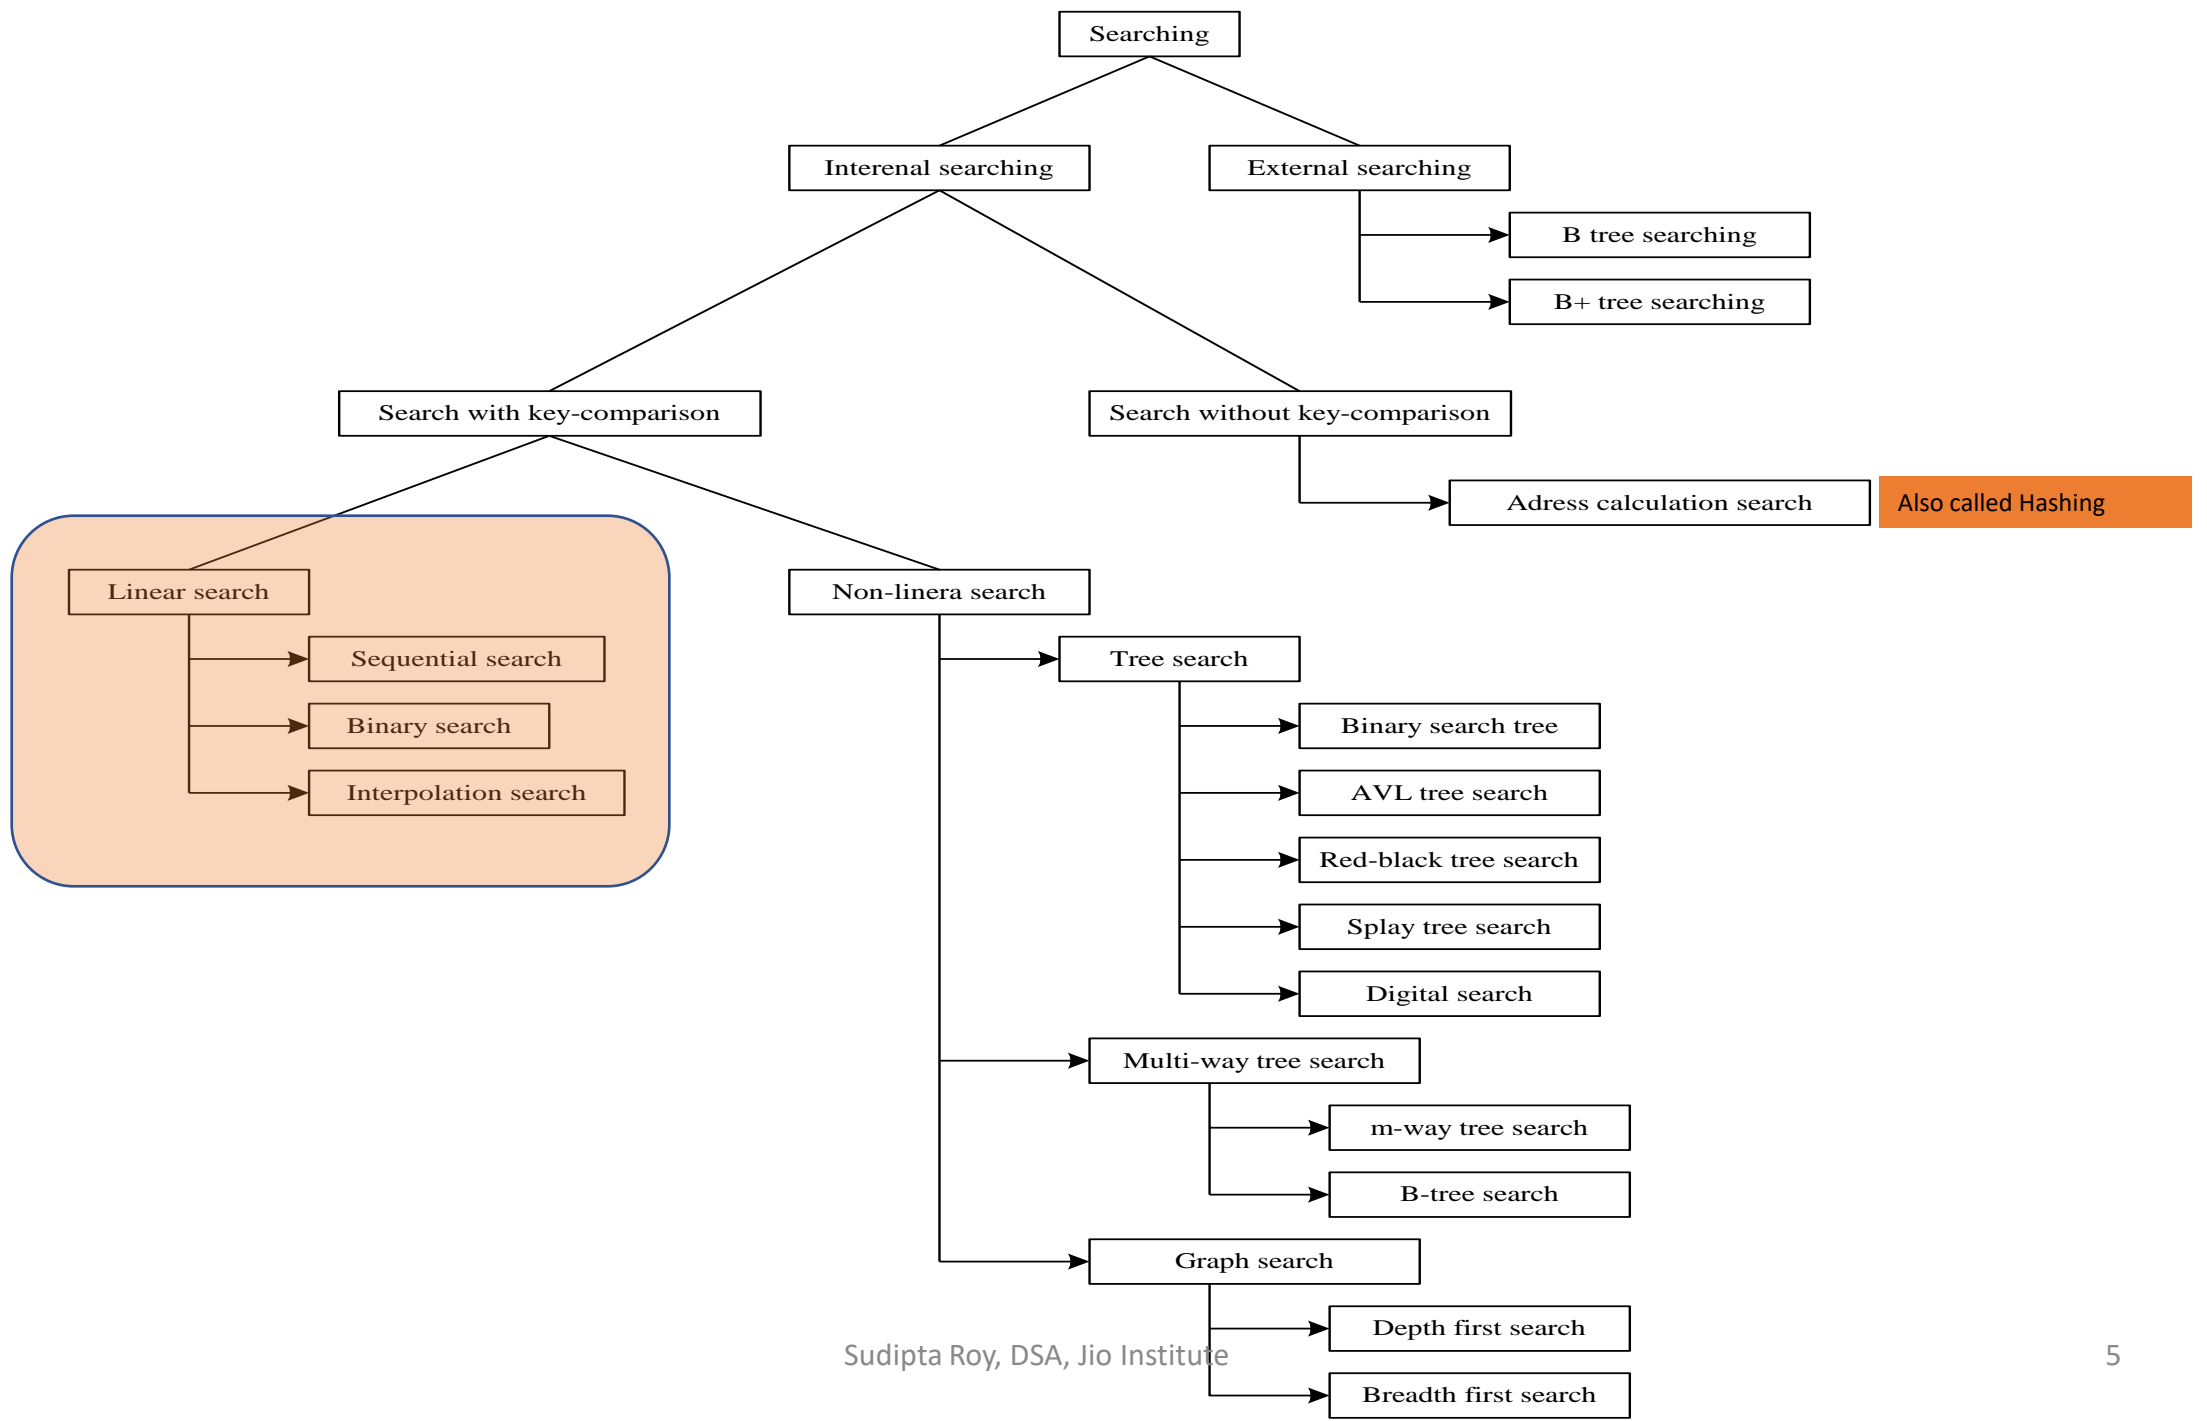 Searching
Interenal searching
External searching
B tree searching
B+ tree searching
Search with key-comparison
Search without key-comparison
Adress calculation search
Also called Hashing
Linear search
Sequential search
Binary search
Interpolation search
Non-linera search
Tree search
Binary search tree
AVL tree search
Red-black tree search
Splay tree search
Digital search
Multi-way tree search
m-way tree search
B-tree search
Graph search
Depth first search
Breadth first search
Sudipta Roy, DSA, Jio Institute
5